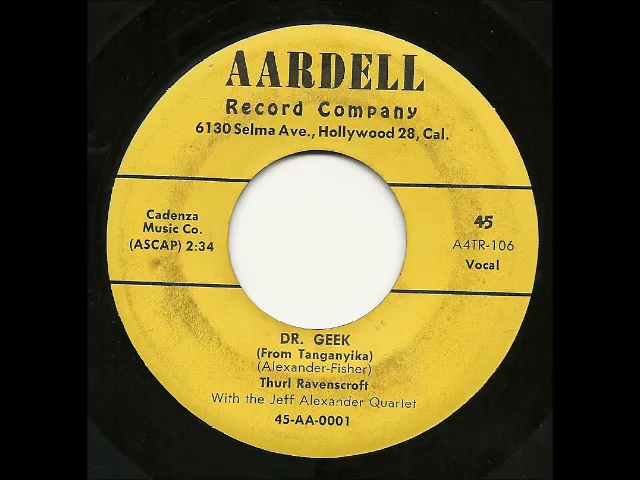 AARDELL
Record Company
6130 Selma Ave., Hollywood 28, Cal.
Cadenza
Music Co.
(ASCAP) 2:34
45
A4TR-106
Vocal
DR. GEEK
(From Tanganyika)
(Alexander-Fisher)
Thurl Ravenscroft
With the Jeff Alexander Quartet
45-AA-0001